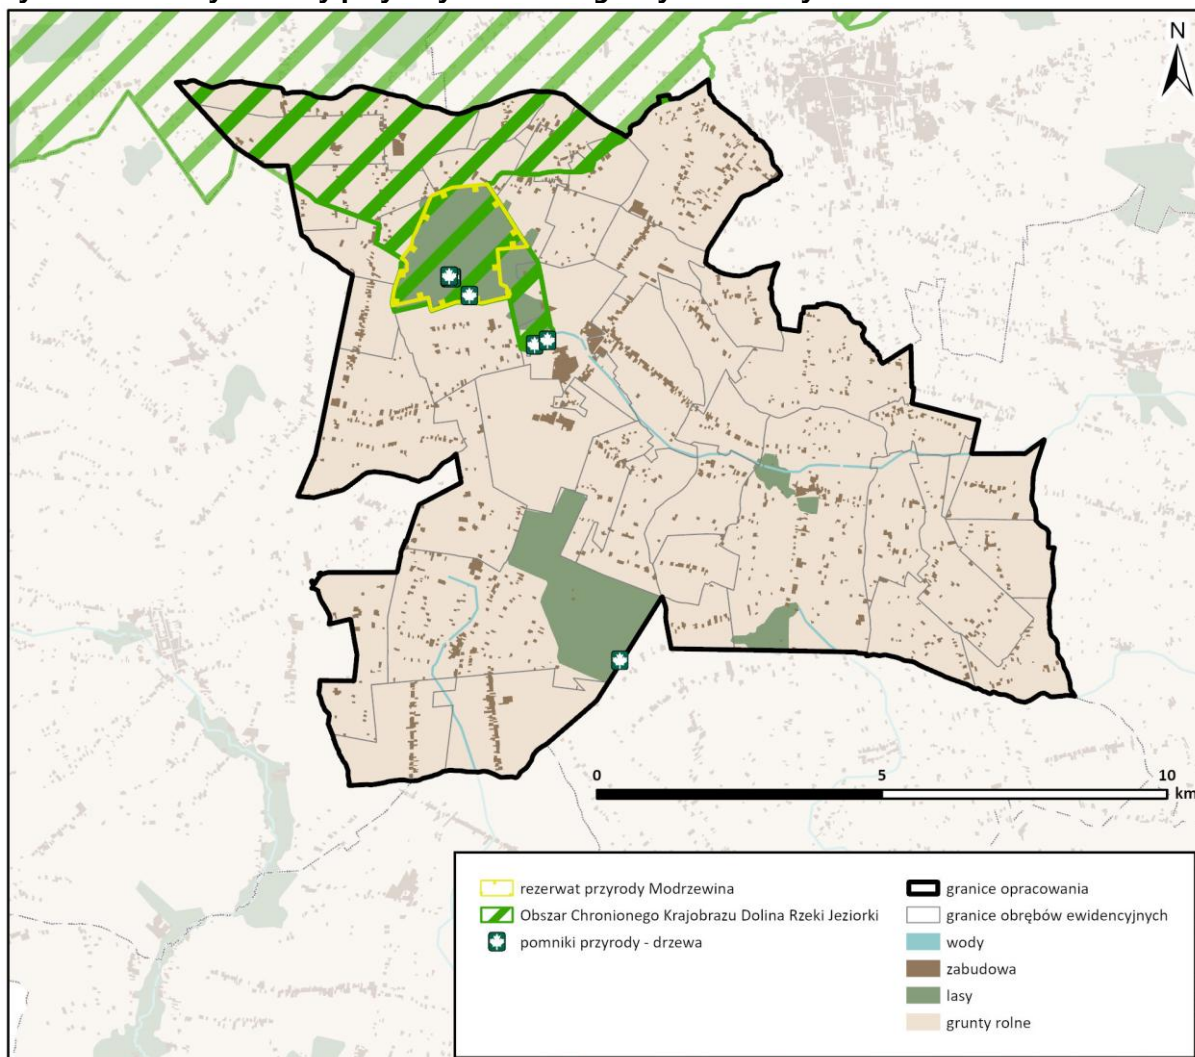 N
0 5 10
km
rezerwat przyrody Modrzewina
Obszar Chronionego Krajobrazu Dolina Rzeki Jeziorki
pomniki przyrody - drzewa
granice opracowania
granice obrębów ewidencyjnych
wody
zabudowa
lasy
grunty rolne